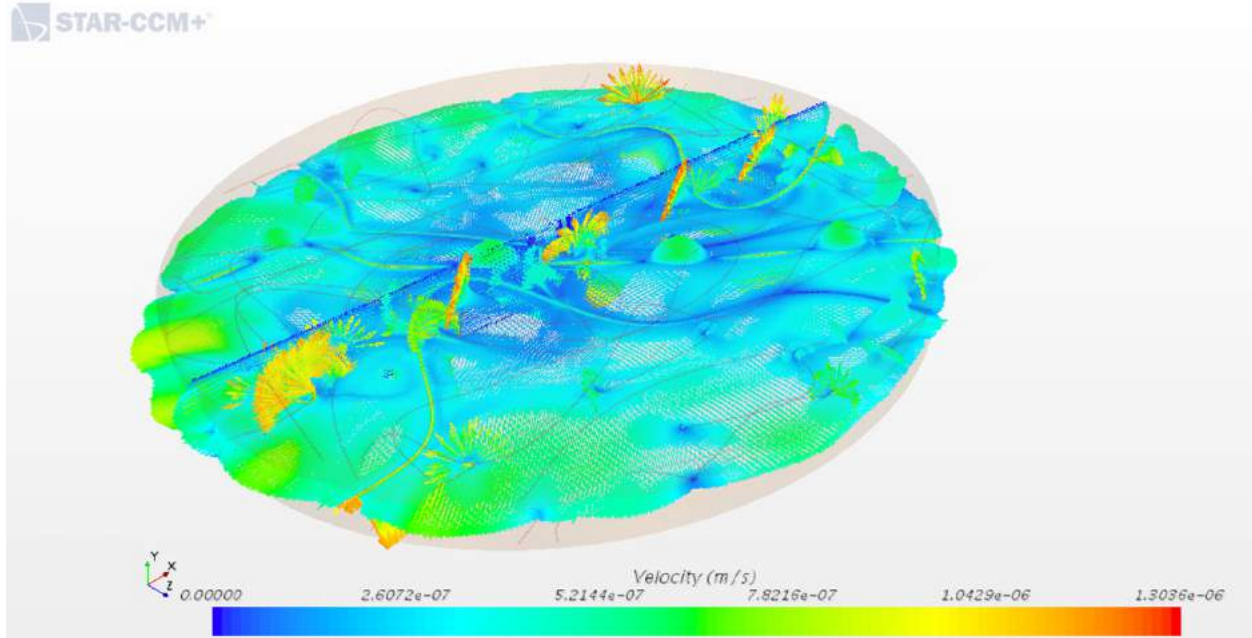 STAR-CCM+®
Y
X
Z
Velocity (m/s)
0.00000 2.6072e-07 5.2144e-07 7.8216e-07 1.0429e-06 1.3036e-06